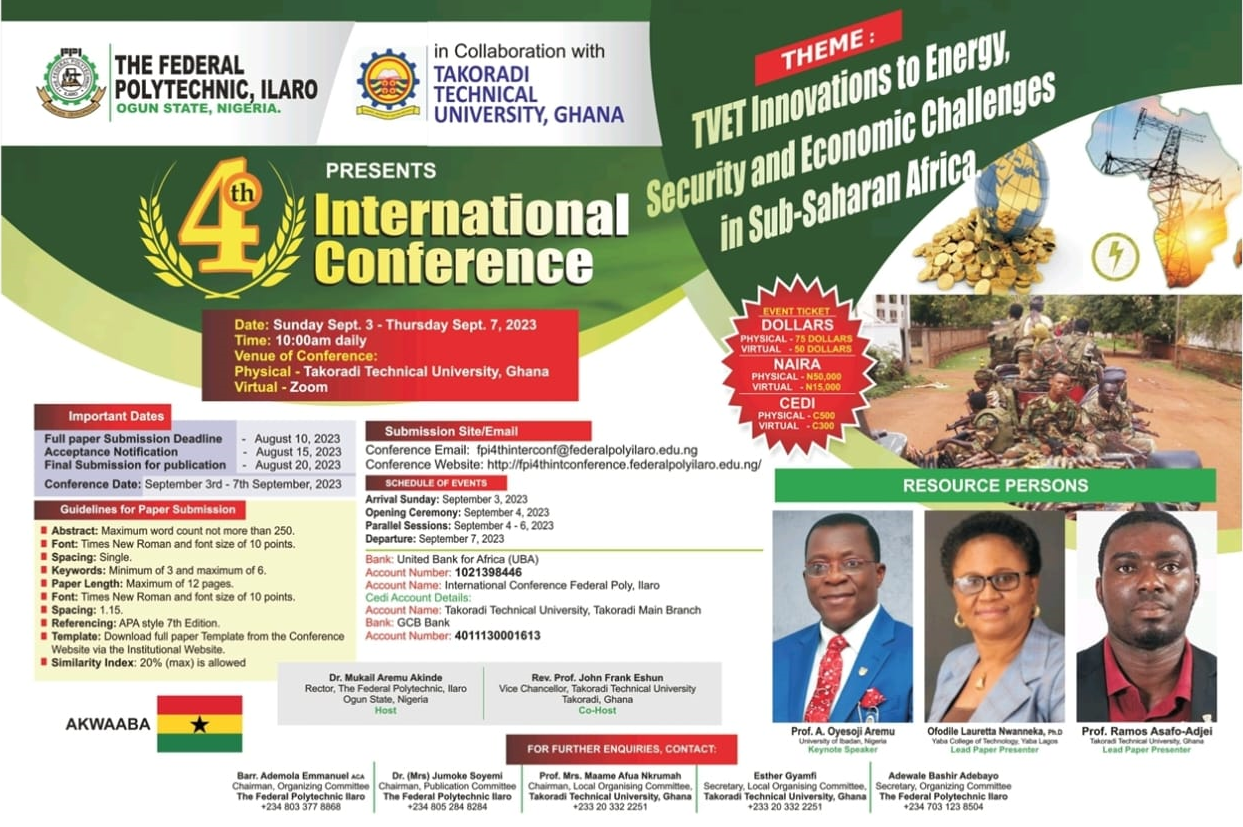 THE FEDERAL
POLYTECHNIC, ILARO
OGUN STATE, NIGERIA.
in Collaboration with
TAKORADI
TECHNICAL
UNIVERSITY, GHANA
THEME :
TVET Innovations to Energy,
Security and Economic Challenges
in Sub-Saharan Africa.
PRESENTS
4th
International
Conference
Date: Sunday Sept. 3 - Thursday Sept. 7, 2023
Time: 10:00am daily
Venue of Conference:
Physical - Takoradi Technical University, Ghana
Virtual - Zoom
EVENT TICKET
DOLLARS
PHYSICAL - 75 DOLLARS
VIRTUAL - 50 DOLLARS
NAIRA
PHYSICAL - N50,000
VIRTUAL - N15,000
CEDI
PHYSICAL - C500
VIRTUAL - C300
Important Dates
Full paper Submission Deadline - August 10, 2023
Acceptance Notification - August 15, 2023
Final Submission for publication - August 20, 2023
Conference Date: September 3rd - 7th September, 2023
Guidelines for Paper Submission
Abstract: Maximum word count not more than 250.
Font: Times New Roman and font size of 10 points.
Spacing: Single.
Keywords: Minimum of 3 and maximum of 6.
Paper Length: Maximum of 12 pages.
Font: Times New Roman and font size of 10 points.
Spacing: 1.15.
Referencing: APA style 7th Edition.
Template: Download full paper Template from the Conference
Website via the Institutional Website.
Similarity Index: 20% (max) is allowed
Submission Site/Email
Conference Email: fpi4thinterconf@federalpolyilaro.edu.ng
Conference Website: http://fpi4thintconference.federalpolyilaro.edu.ng/
SCHEDULE OF EVENTS
Arrival Sunday: September 3, 2023
Opening Ceremony: September 4, 2023
Parallel Sessions: September 4 - 6, 2023
Departure: September 7, 2023
Bank: United Bank for Africa (UBA)
Account Number: 1021398446
Account Name: International Conference Federal Poly, Ilaro
Cedi Account Details:
Account Name: Takoradi Technical University, Takoradi Main Branch
Bank: GCB Bank
Account Number: 4011130001613
RESOURCE PERSONS
Prof. A. Oyesoji Aremu
University of Ibadan, Nigeria
Keynote Speaker
Ofodile Lauretta Nwanneka, Ph.D
Yaba College of Technology, Yaba Lagos
Lead Paper Presenter
Prof. Ramos Asafo-Adjei
Takoradi Technical University, Ghana
Lead Paper Presenter
Dr. Mukail Aremu Akinde
Rector, The Federal Polytechnic, Ilaro
Ogun State, Nigeria
Host
Rev. Prof. John Frank Eshun
Vice Chancellor, Takoradi Technical University
Takoradi, Ghana
Co-Host
AKWAABA
FOR FURTHER ENQUIRIES, CONTACT:
Barr. Ademola Emmanuel ACA
Chairman, Organizing Committee
The Federal Polytechnic Ilaro
+234 803 377 8868
Dr. (Mrs) Jumoke Soyemi
Chairman, Publication Committee
The Federal Polytechnic Ilaro
+234 805 284 8284
Prof. Mrs. Maame Afua Nkrumah
Chairman, Local Organising Committee,
Takoradi Technical University, Ghana
+233 20 332 2251
Esther Gyamfi
Secretary, Local Organising Committee,
Takoradi Technical University, Ghana
+233 20 332 2251
Adewale Bashir Adebayo
Secretary, Organizing Committee
The Federal Polytechnic Ilaro
+234 703 123 8504